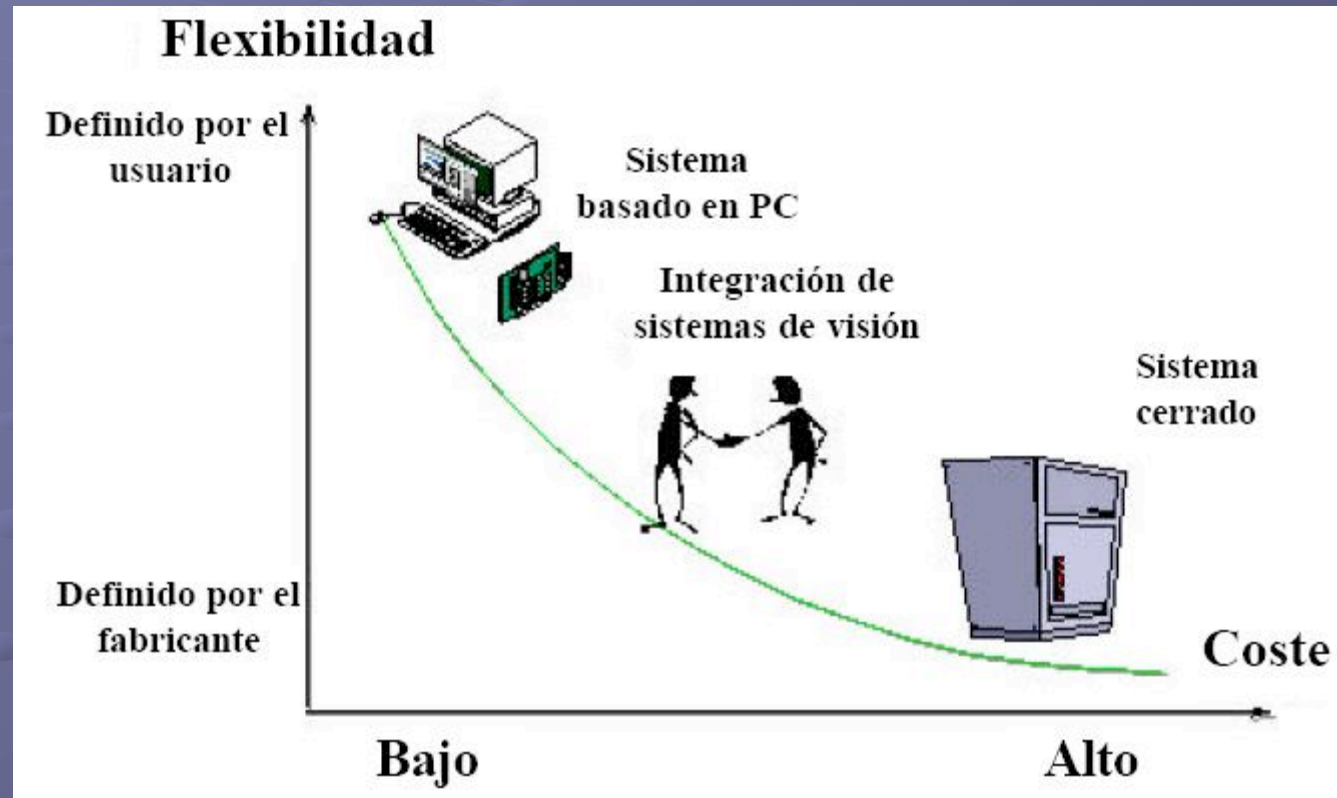 Flexibilidad
Definido por el
usuario
Sistema
basado en PC
Integración de
sistemas de visión
Sistema
cerrado
Definido por el
fabricante
Coste
Bajo
Alto